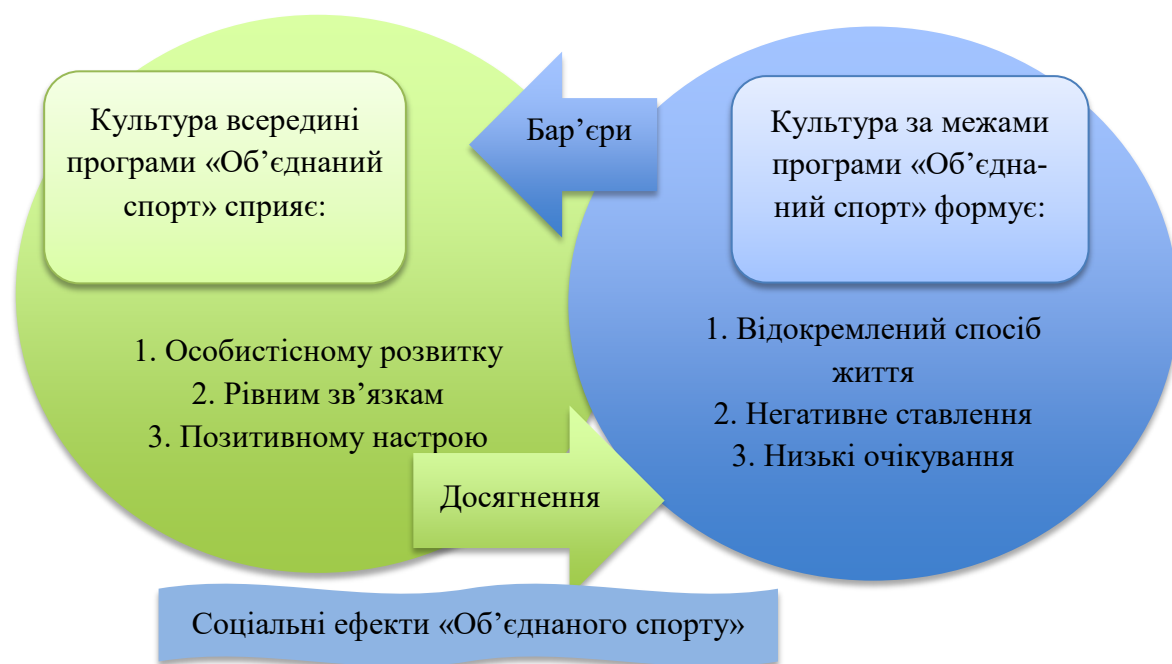 Культура всередині
програми «Об’єднаний
спорт» сприяє:
1. Особистісному розвитку
2. Рівним зв’язкам
3. Позитивному настрою
Бар’єри
Досягнення
Культура за межами
програми «Об’єдна-
ний спорт» формує:
1. Відокремлений спосіб
життя
2. Негативне ставлення
3. Низькі очікування
Соціальні ефекти «Об’єднаного спорту»